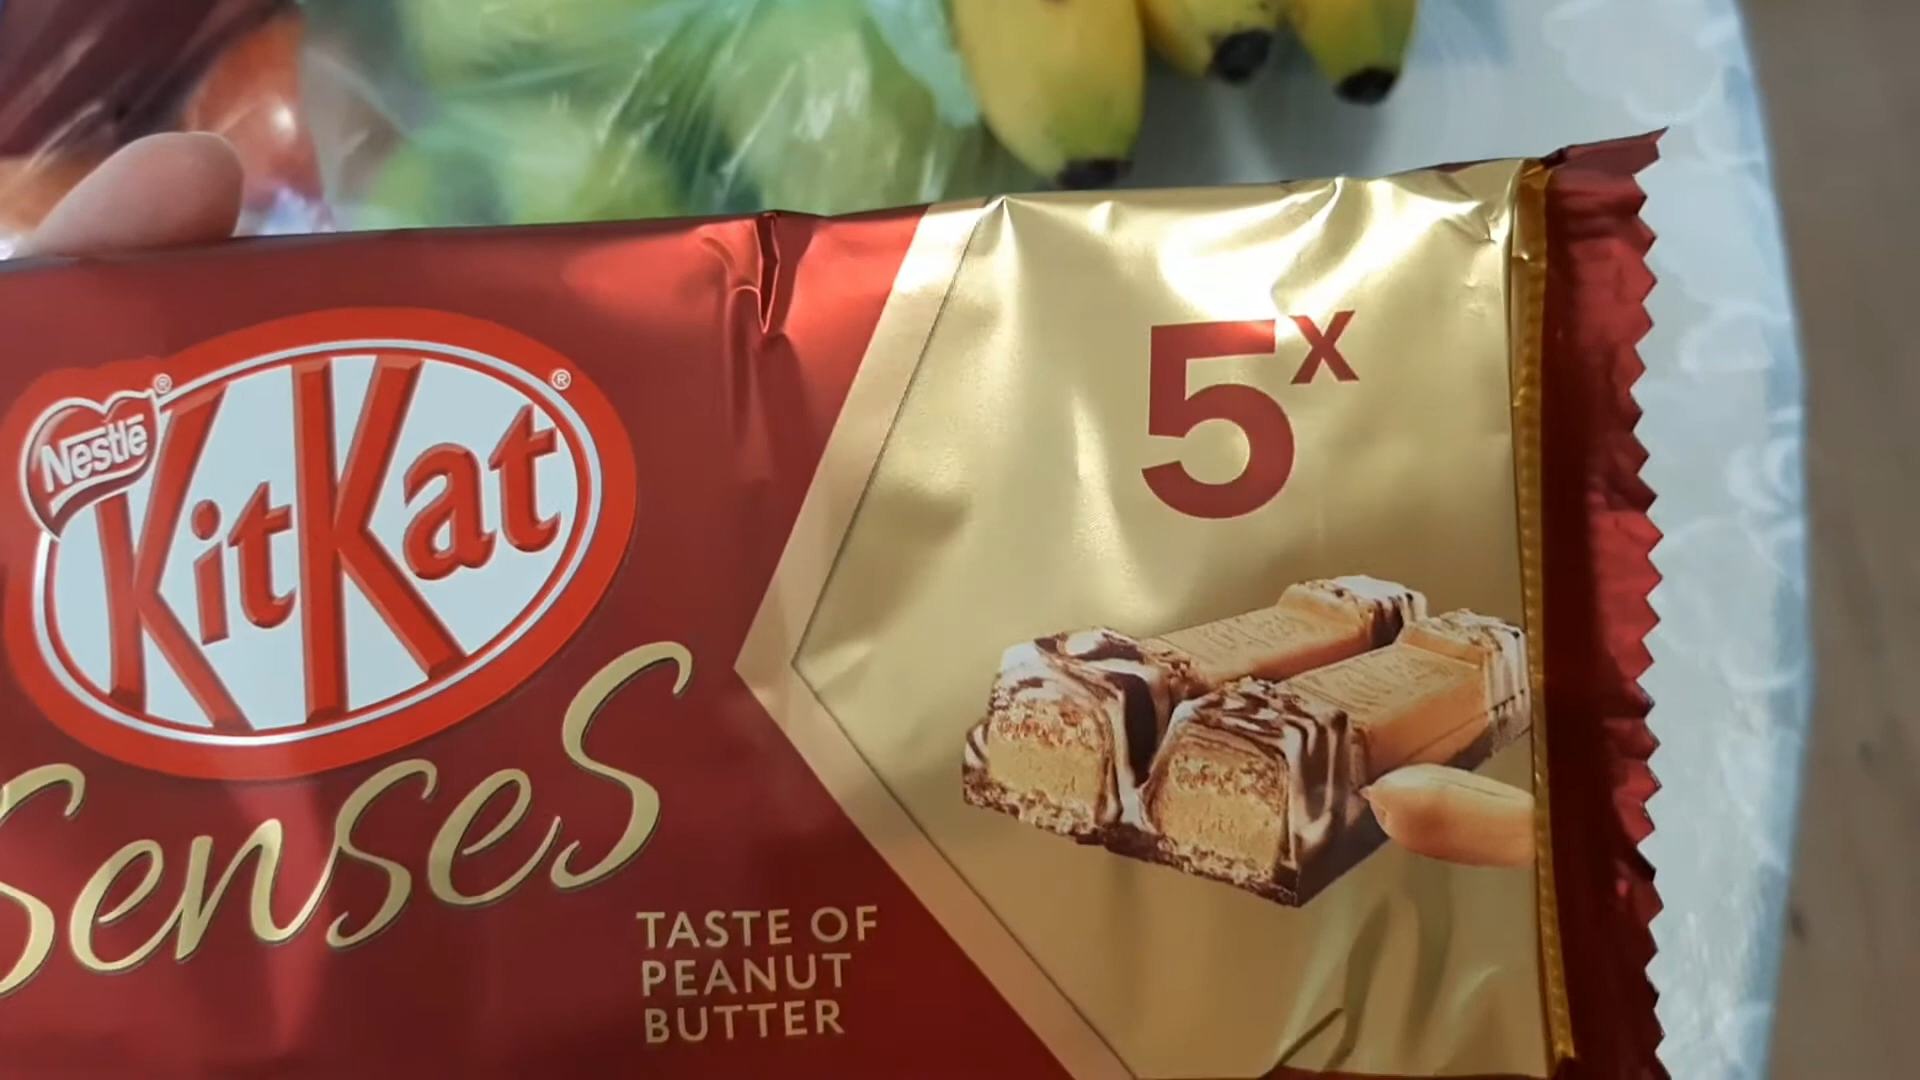 Nestlé
KitKat
Senses
TASTE OF
PEANUT
BUTTER
5X